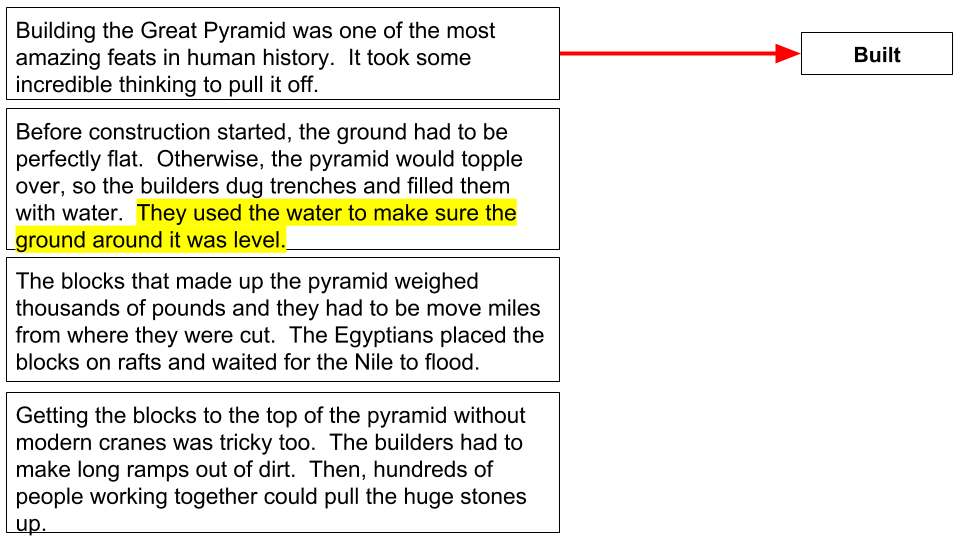 Building the Great Pyramid was one of the most
amazing feats in human history.  It took some
incredible thinking to pull it off.
Built
Before construction started, the ground had to be
perfectly flat.  Otherwise, the pyramid would topple
over, so the builders dug trenches and filled them
with water.  They used the water to make sure the
ground around it was level.
The blocks that made up the pyramid weighed
thousands of pounds and they had to be move miles
from where they were cut.  The Egyptians placed the
blocks on rafts and waited for the Nile to flood.
Getting the blocks to the top of the pyramid without
modern cranes was tricky too.  The builders had to
make long ramps out of dirt.  Then, hundreds of
people working together could pull the huge stones
up.